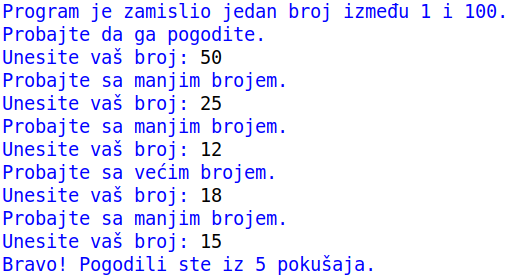 Program je zamislio jedan broj između 1 i 100.
Probajte da ga pogodite.
Unesite vaš broj: 50
Probajte sa manjim brojem.
Unesite vaš broj: 25
Probajte sa manjim brojem.
Unesite vaš broj: 12
Probajte sa većim brojem.
Unesite vaš broj: 18
Probajte sa manjim brojem.
Unesite vaš broj: 15
Bravo! Pogodili ste iz 5 pokušaja.